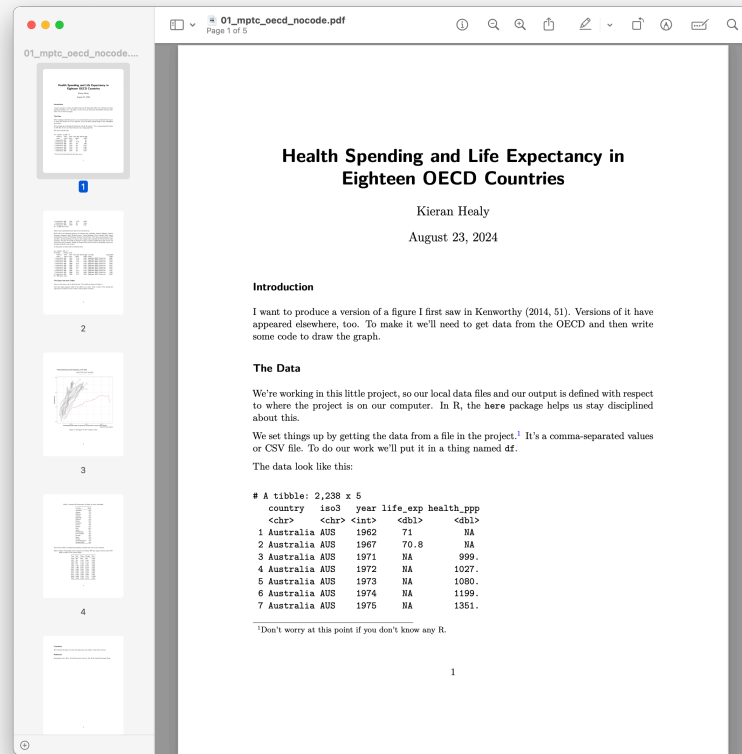 01_mptc_oecd_nocode.pdf
Page 1 of 5
01_mptc_oecd_nocode....
1
2
3
4
Health Spending and Life Expectancy in
Eighteen OECD Countries
Kieran Healy
August 23, 2024
Introduction
I want to produce a version of a figure I first saw in Kenworthy (2014, 51). Versions of it have
appeared elsewhere, too. To make it we'll need to get data from the OECD and then write
some code to draw the graph.
The Data
We're working in this little project, so our local data files and our output is defined with respect
to where the project is on our computer. In R, the here package helps us stay disciplined
about this.
We set things up by getting the data from a file in the project.1 It's a comma-separated values
or CSV file. To do our work we'll put it in a thing named df.
The data look like this:
# A tibble: 2,238 x 5
country iso3 year life_exp health_ppp
<chr> <chr> <int> <dbl> <dbl>
1 Australia AUS 1962 71 NA
2 Australia AUS 1967 70.8 NA
3 Australia AUS 1971 NA 999.
4 Australia AUS 1972 NA 1027.
5 Australia AUS 1973 NA 1080.
6 Australia AUS 1974 NA 1199.
7 Australia AUS 1975 NA 1351.
1Don't worry at this point if you don't know any R.
1